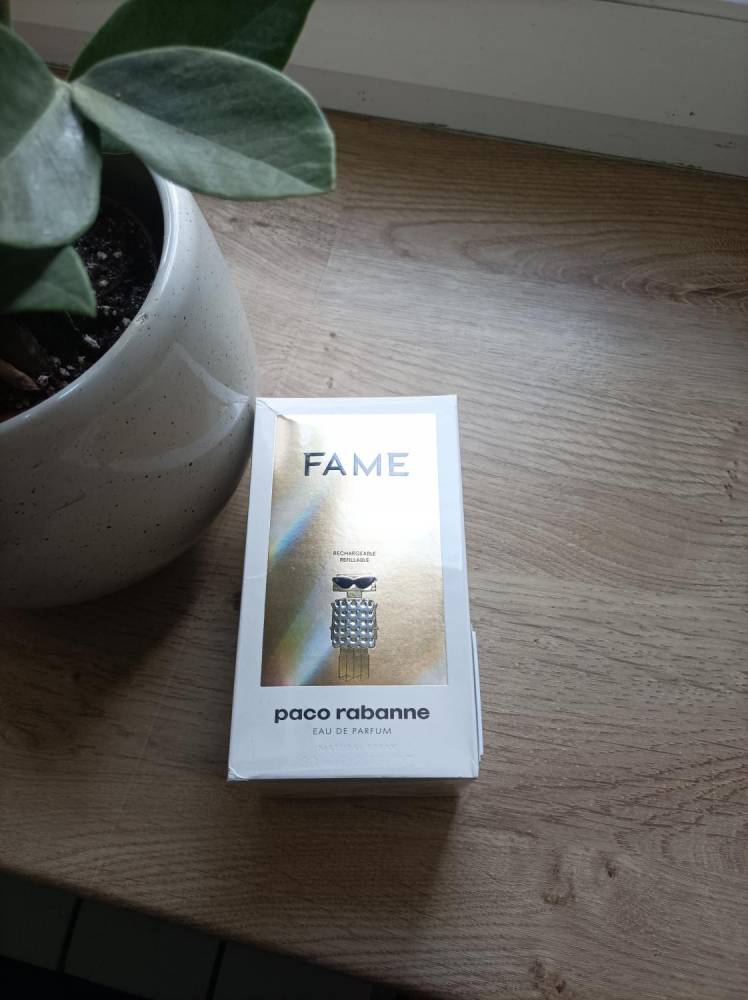 FAME
RECHARGEABLE
REFILLABLE
paco rabanne
EAU DE PARFUM